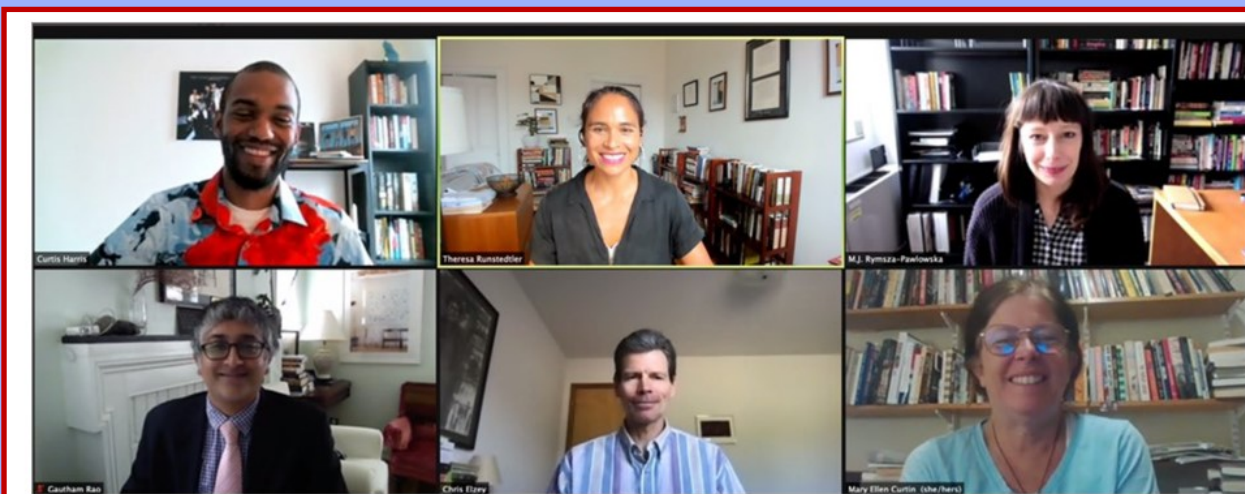 Curtis Harris
Theresa Runstedtler
M.J. Rymsza-Pawlowska
Gautham Rao
Chris Elzey
Mary Ellen Curtin (she/hers)